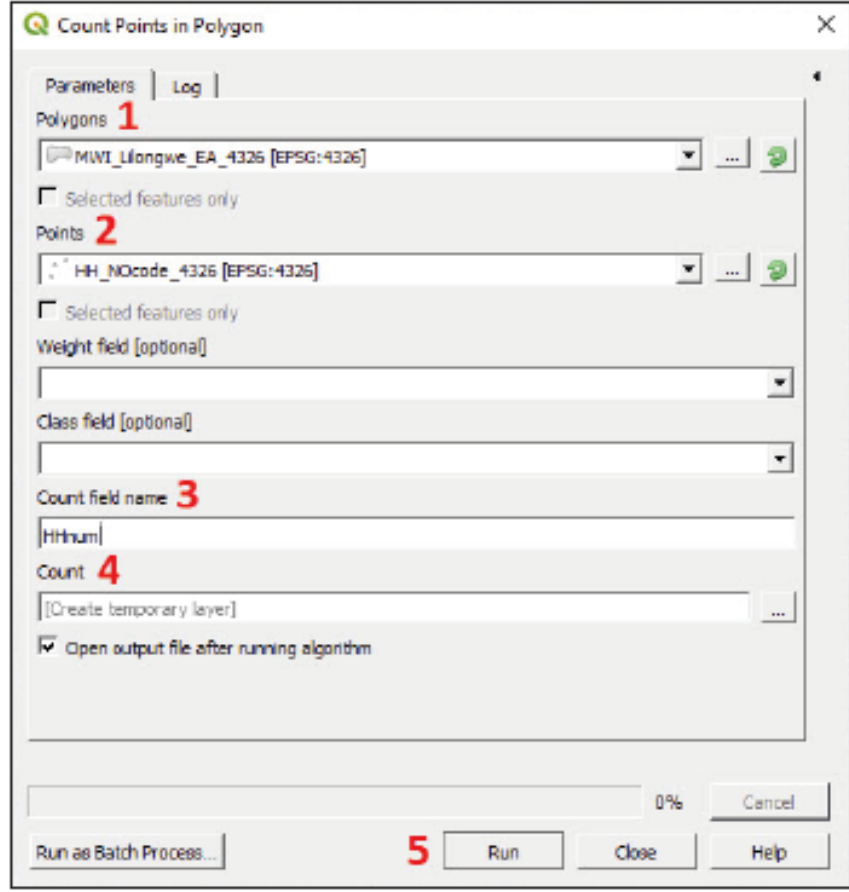 Count Points in Polygon
Parameters Log
Polygons 1
MWI_Lilongwe_EA_4326 [EPSG:4326]
...
Selected features only
Points 2
HH_NOcode_4326 [EPSG:4326]
...
Selected features only
Weight field [optional]
Class field [optional]
Count field name 3
HHnum
Count 4
[Create temporary layer]
...
Open output file after running algorithm
0% Cancel
Run as Batch Process... 5 Run Close Help